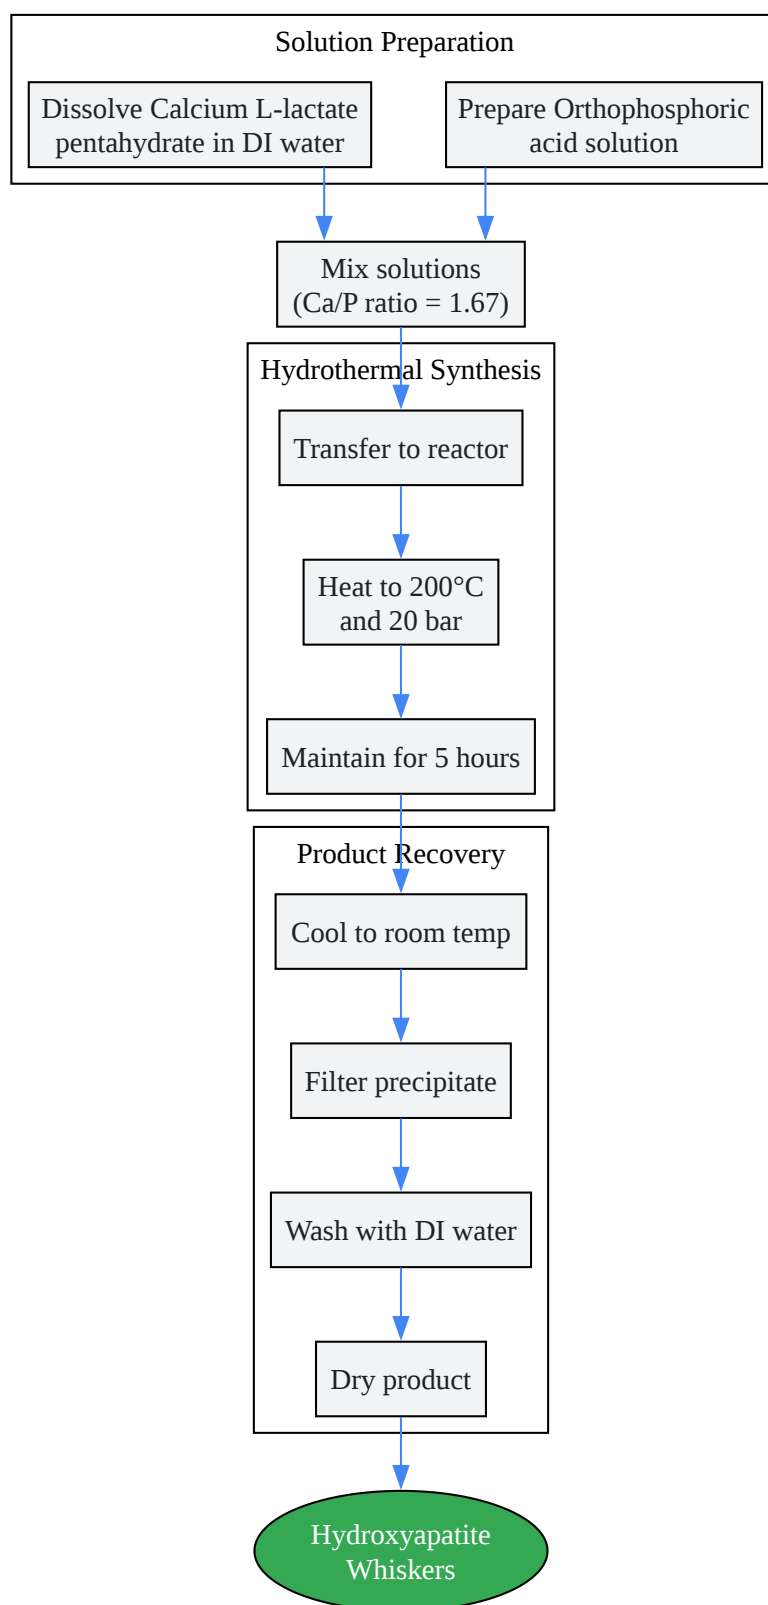 Solution Preparation
Dissolve Calcium L-lactate
pentahydrate in DI water
Prepare Orthophosphoric
acid solution
Mix solutions
(Ca/P ratio = 1.67)
Hydrothermal Synthesis
Transfer to reactor
Heat to 200°C
and 20 bar
Maintain for 5 hours
Product Recovery
Cool to room temp
Filter precipitate
Wash with DI water
Dry product
Hydroxyapatite
Whiskers